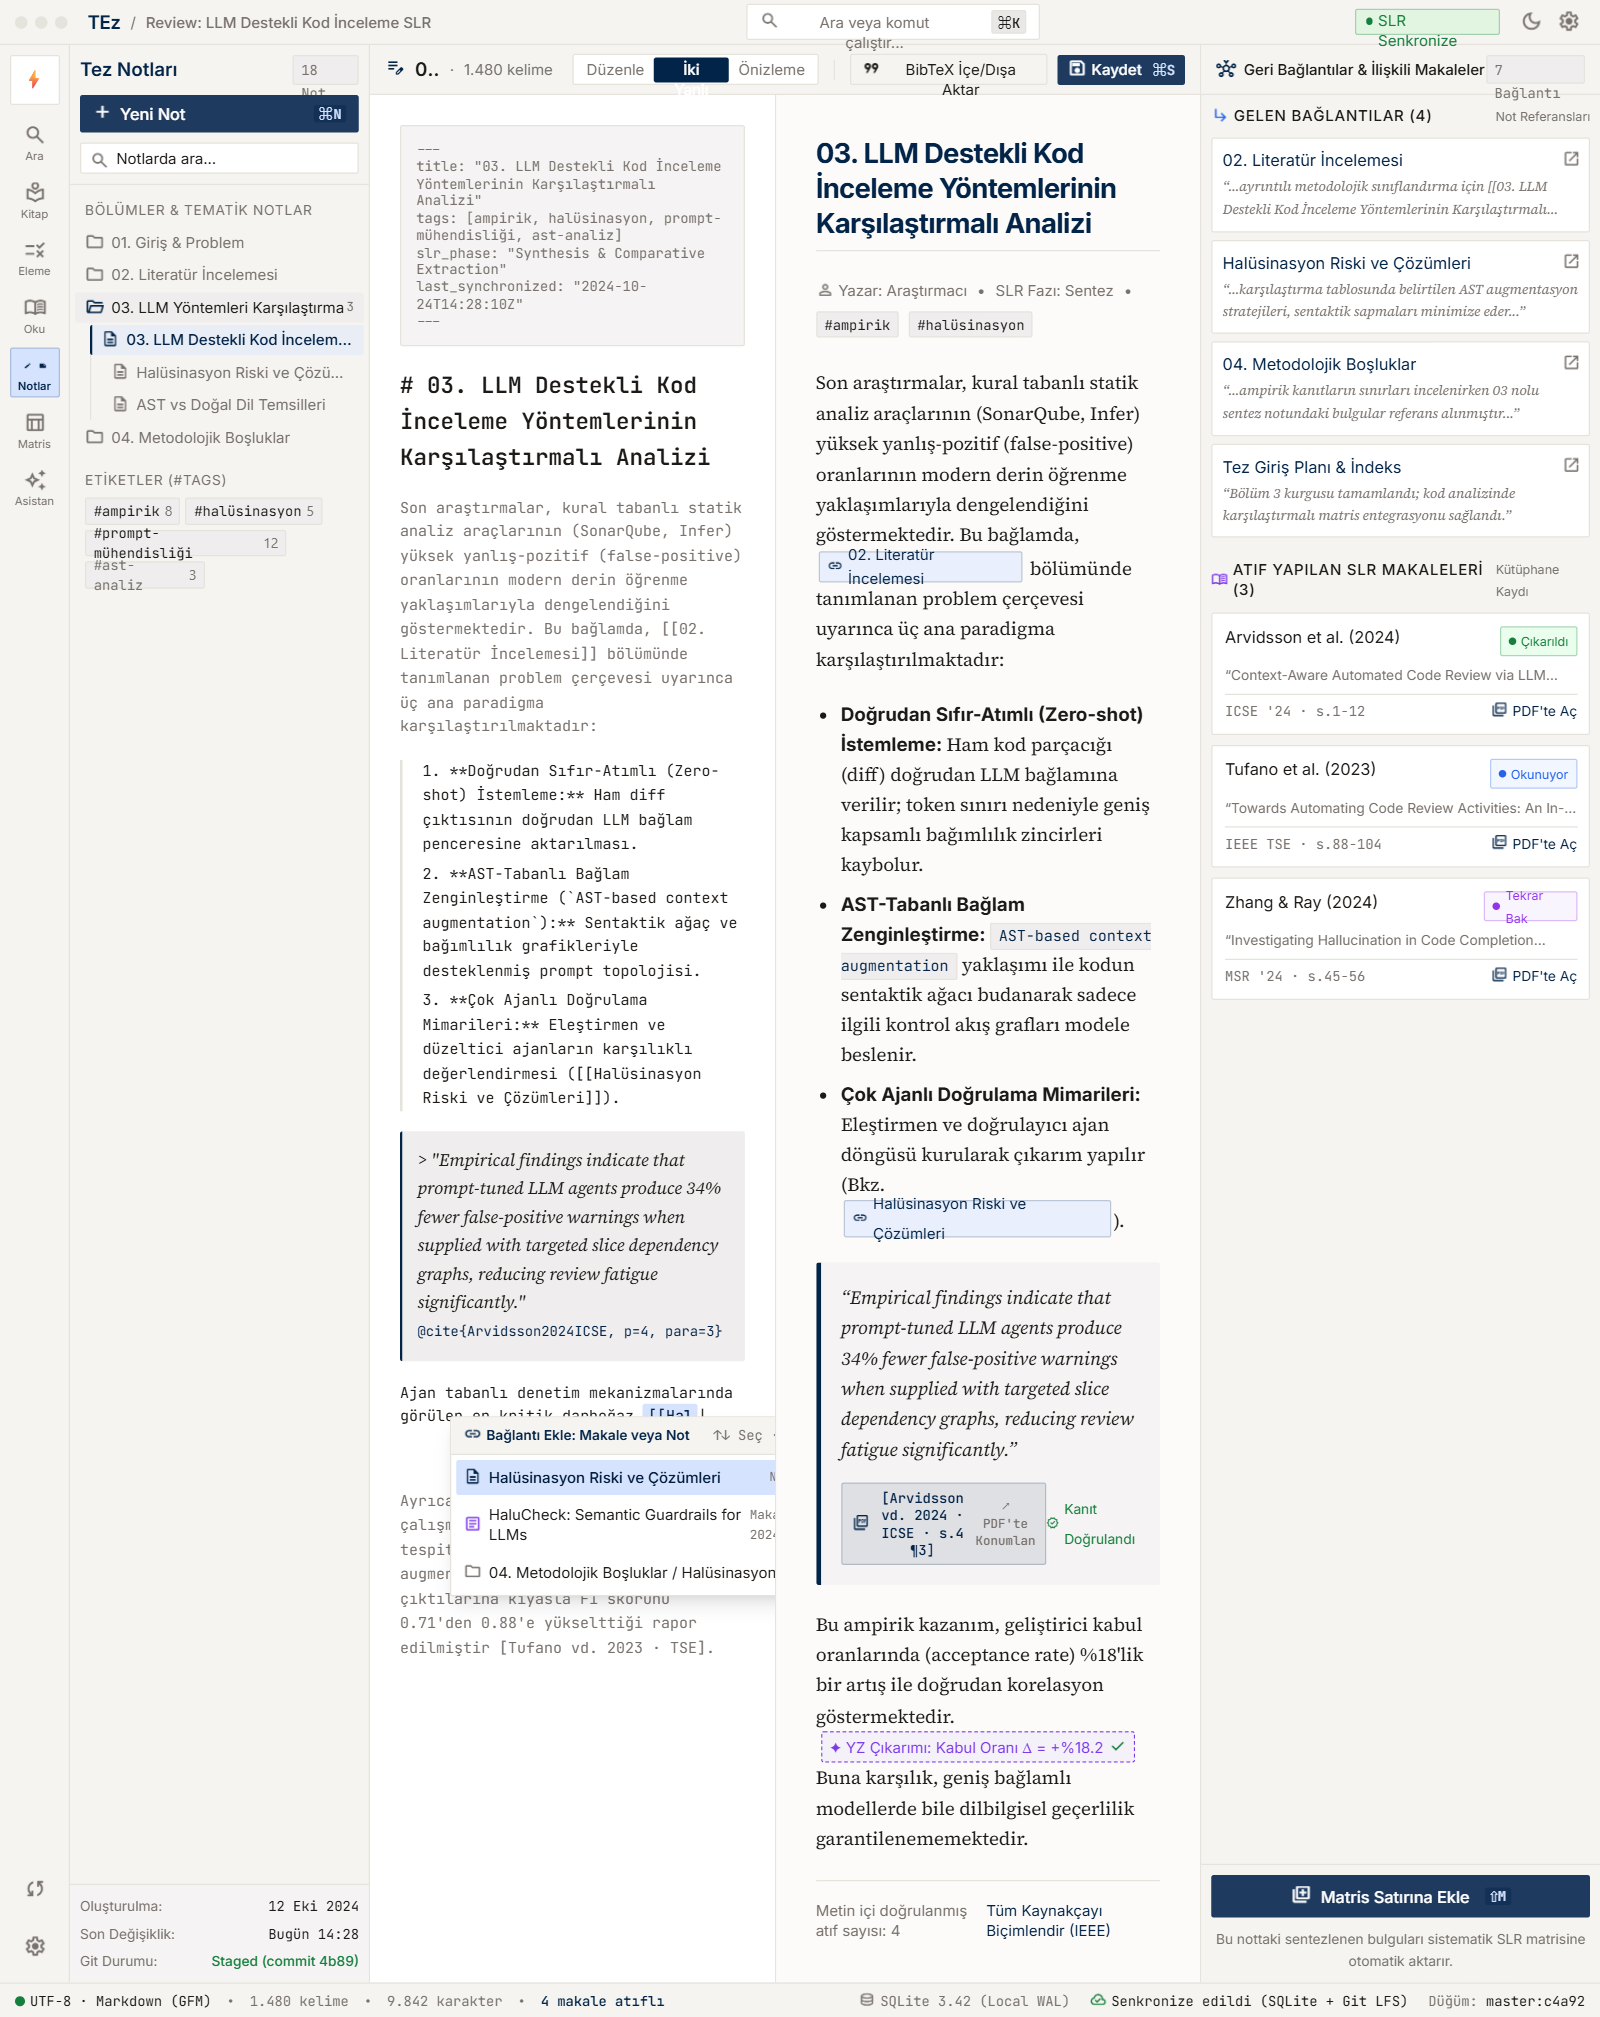 TEz / Review: LLM Destekli Kod İnceleme SLR
Ara veya komut çalıştır...
⌘K
SLR Senkronize
Ara
Kitap
Eleme
Oku
Notlar
Matris
Asistan
Tez Notları
18 Not
+ Yeni Not ⌘N
Notlarda ara...
BÖLÜMLER & TEMATİK NOTLAR
01. Giriş & Problem
02. Literatür İncelemesi
03. LLM Yöntemleri Karşılaştırma 3
03. LLM Destekli Kod İncelem...
Halüsinasyon Riski ve Çözü...
AST vs Doğal Dil Temsilleri
04. Metodolojik Boşluklar
ETİKETLER (#TAGS)
#ampirik 8
#halüsinasyon 5
#prompt-mühendisliği 12
#ast-analiz 3
Oluşturulma: 12 Eki 2024
Son Değişiklik: Bugün 14:28
Git Durumu: Staged (commit 4b89)
0.. · 1.480 kelime
Düzenle
İki Yanlı
Önizleme
BibTeX İçe/Dışa Aktar
Kaydet ⌘S
---
title: "03. LLM Destekli Kod İnceleme
Yöntemlerinin Karşılaştırmalı
Analizi"
tags: [ampirik, halüsinasyon, prompt-
mühendisliği, ast-analiz]
slr_phase: "Synthesis & Comparative
Extraction"
last_synchronized: "2024-10-
24T14:28:10Z"
---
# 03. LLM Destekli Kod
İnceleme Yöntemlerinin
Karşılaştırmalı Analizi
Son araştırmalar, kural tabanlı statik
analiz araçlarının (SonarQube, Infer)
yüksek yanlış-pozitif (false-positive)
oranlarının modern derin öğrenme
yaklaşımlarıyla dengelendiğini
göstermektedir. Bu bağlamda, [[02.
Literatür İncelemesi]] bölümünde
tanımlanan problem çerçevesi uyarınca
üç ana paradigma
karşılaştırılmaktadır:
1. **Doğrudan Sıfır-Atımlı (Zero-
shot) İstemleme:** Ham diff
çıktısının doğrudan LLM bağlam
penceresine aktarılması.
2. **AST-Tabanlı Bağlam
Zenginleştirme (`AST-based context
augmentation`):** Sentaktik ağaç ve
bağımlılık grafikleriyle
desteklenmiş prompt topolojisi.
3. **Çok Ajanlı Doğrulama
Mimarileri:** Eleştirmen ve
düzeltici ajanların karşılıklı
değerlendirmesi ([[Halüsinasyon
Riski ve Çözümleri]]).
> "Empirical findings indicate that
prompt-tuned LLM agents produce 34%
fewer false-positive warnings when
supplied with targeted slice dependency
graphs, reducing review fatigue
significantly."
@cite{Arvidsson2024ICSE, p=4, para=3}
Ajan tabanlı denetim mekanizmalarında
görülen en kritik darboğaz [[Hal|
Bağlantı Ekle: Makale veya Not ↑↓ Seç ·
Halüsinasyon Riski ve Çözümleri N
HaluCheck: Semantic Guardrails for LLMs Maka 2024
04. Metodolojik Boşluklar / Halüsinasyon
Ayrıca
çalışm
tespit
augmen
çıktılarına kıyasla F1 skorunu
0.71'den 0.88'e yükselttiği rapor
edilmiştir [Tufano vd. 2023 · TSE].
03. LLM Destekli Kod
İnceleme Yöntemlerinin
Karşılaştırmalı Analizi
Yazar: Araştırmacı • SLR Fazı: Sentez •
#ampirik #halüsinasyon
Son araştırmalar, kural tabanlı statik
analiz araçlarının (SonarQube, Infer)
yüksek yanlış-pozitif (false-positive)
oranlarının modern derin öğrenme
yaklaşımlarıyla dengelendiğini
göstermektedir. Bu bağlamda,
02. Literatür İncelemesi bölümünde
tanımlanan problem çerçevesi
uyarınca üç ana paradigma
karşılaştırılmaktadır:
• Doğrudan Sıfır-Atımlı (Zero-shot)
İstemleme: Ham kod parçacığı
(diff) doğrudan LLM bağlamına
verilir; token sınırı nedeniyle geniş
kapsamlı bağımlılık zincirleri
kaybolur.
• AST-Tabanlı Bağlam
Zenginleştirme: AST-based context
augmentation yaklaşımı ile kodun
sentaktik ağacı budanarak sadece
ilgili kontrol akış grafları modele
beslenir.
• Çok Ajanlı Doğrulama Mimarileri:
Eleştirmen ve doğrulayıcı ajan
döngüsü kurularak çıkarım yapılır
(Bkz.
Halüsinasyon Riski ve Çözümleri ).
“Empirical findings indicate that
prompt-tuned LLM agents produce
34% fewer false-positive warnings
when supplied with targeted slice
dependency graphs, reducing review
fatigue significantly.”
[Arvidsson vd. 2024 · ICSE · s.4 ¶3]
↗ PDF'te Konumlan
Kanıt Doğrulandı
Bu ampirik kazanım, geliştirici kabul
oranlarında (acceptance rate) %18'lik
bir artış ile doğrudan korelasyon
göstermektedir.
✦ YZ Çıkarımı: Kabul Oranı Δ = +%18.2 ✓
Buna karşılık, geniş bağlamlı
modellerde bile dilbilgisel geçerlilik
garantilenememektedir.
Metin içi doğrulanmış
atıf sayısı: 4
Tüm Kaynakçayı
Biçimlendir (IEEE)
Geri Bağlantılar & İlişkili Makaleler
7 Bağlantı
GELEN BAĞLANTILAR (4)
Not Referansları
02. Literatür İncelemesi
“...ayrıntılı metodolojik sınıflandırma için [[03. LLM
Destekli Kod İnceleme Yöntemlerinin Karşılaştırmalı...
Halüsinasyon Riski ve Çözümleri
“...karşılaştırma tablosunda belirtilen AST augmentasyon
stratejileri, sentaktik sapmaları minimize eder...”
04. Metodolojik Boşluklar
“...ampirik kanıtların sınırları incelenirken 03 nolu
sentez notundaki bulgular referans alınmıştır...”
Tez Giriş Planı & İndeks
“Bölüm 3 kurgusu tamamlandı; kod analizinde
karşılaştırmalı matris entegrasyonu sağlandı.”
ATIF YAPILAN SLR MAKALELERİ (3)
Kütüphane Kaydı
Arvidsson et al. (2024)
Çıkarıldı
“Context-Aware Automated Code Review via LLM...
ICSE '24 · s.1-12
PDF'te Aç
Tufano et al. (2023)
Okunuyor
“Towards Automating Code Review Activities: An In-...
IEEE TSE · s.88-104
PDF'te Aç
Zhang & Ray (2024)
Tekrar Bak
“Investigating Hallucination in Code Completion...
MSR '24 · s.45-56
PDF'te Aç
Matris Satırına Ekle ⇧M
Bu nottaki sentezlenen bulguları sistematik SLR matrisine
otomatik aktarır.
UTF-8 · Markdown (GFM) • 1.480 kelime • 9.842 karakter • 4 makale atıflı
SQLite 3.42 (Local WAL)
Senkronize edildi (SQLite + Git LFS)
Düğüm: master:c4a92